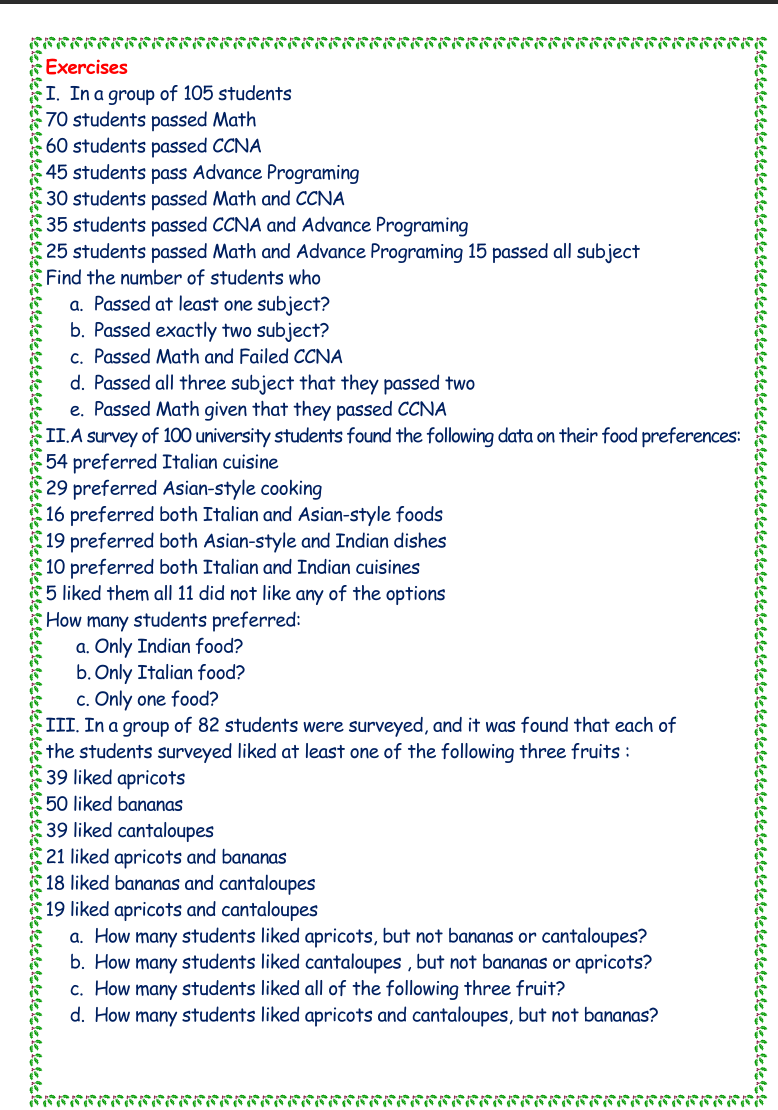 Exercises
I. In a group of 105 students
70 students passed Math
60 students passed CCNA
45 students pass Advance Programing
30 students passed Math and CCNA
35 students passed CCNA and Advance Programing
25 students passed Math and Advance Programing 15 passed all subject
Find the number of students who
a. Passed at least one subject?
b. Passed exactly two subject?
c. Passed Math and Failed CCNA
d. Passed all three subject that they passed two
e. Passed Math given that they passed CCNA
II.A survey of 100 university students found the following data on their food preferences:
54 preferred Italian cuisine
29 preferred Asian-style cooking
16 preferred both Italian and Asian-style foods
19 preferred both Asian-style and Indian dishes
10 preferred both Italian and Indian cuisines
5 liked them all 11 did not like any of the options
How many students preferred:
a. Only Indian food?
b. Only Italian food?
c. Only one food?
III. In a group of 82 students were surveyed, and it was found that each of
the students surveyed liked at least one of the following three fruits :
39 liked apricots
50 liked bananas
39 liked cantaloupes
21 liked apricots and bananas
18 liked bananas and cantaloupes
19 liked apricots and cantaloupes
a. How many students liked apricots, but not bananas or cantaloupes?
b. How many students liked cantaloupes , but not bananas or apricots?
c. How many students liked all of the following three fruit?
d. How many students liked apricots and cantaloupes, but not bananas?